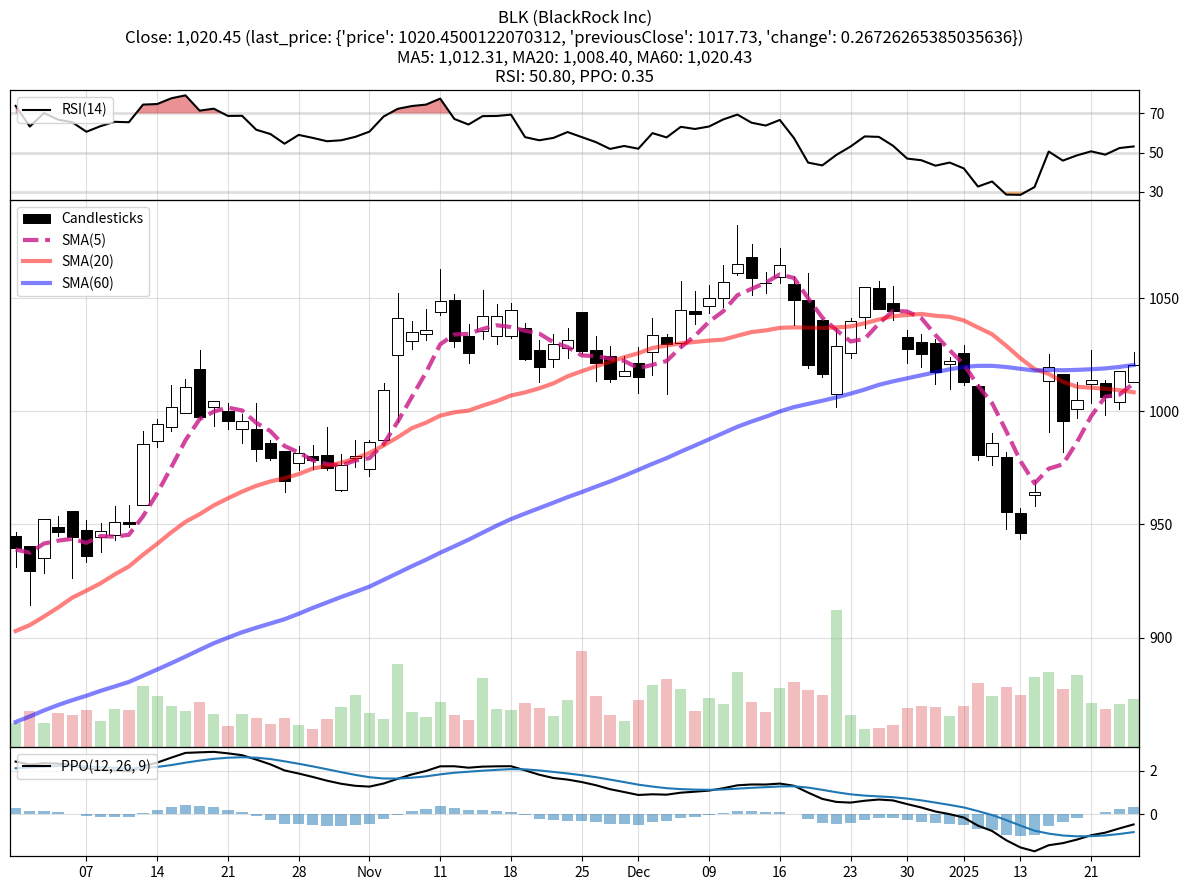 BLK (BlackRock Inc)
Close: 1,020.45 (last_price: {'price': 1020.4500122070312, 'previousClose': 1017.73, 'change': 0.26726265385035636})
MA5: 1,012.31, MA20: 1,008.40, MA60: 1,020.43
RSI: 50.80, PPO: 0.35
RSI(14)
70
50
30
Candlesticks
SMA(5)
SMA(20)
SMA(60)
1050
1000
950
900
PPO(12,26,9)
2
0
07 14 21 28 Nov 11 18 25 Dec 09 16 23 30 2025 13 21